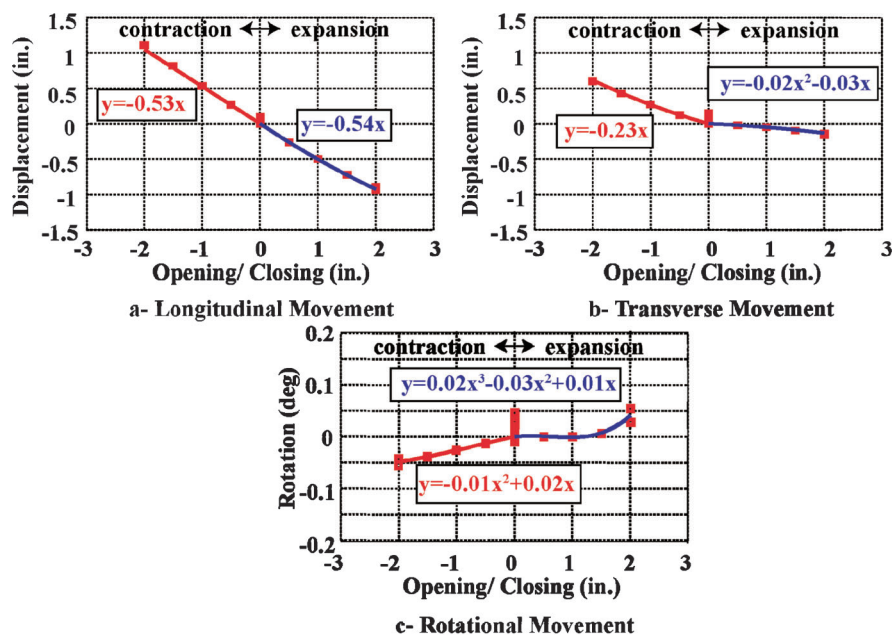 contraction ↔ expansion
Displacement (in.)
1.5
1
0.5
0
-0.5
-1
-1.5
y=-0.53x
y=-0.54x
-3 -2 -1 0 1 2 3
Opening/ Closing (in.)
a- Longitudinal Movement
contraction ↔ expansion
Displacement (in.)
1.5
1
0.5
0
-0.5
-1
-1.5
y=-0.02x²-0.03x
y=-0.23x
-3 -2 -1 0 1 2 3
Opening/ Closing (in.)
b- Transverse Movement
contraction ↔ expansion
Rotation (deg)
0.2
0.1
0
-0.1
-0.2
y=0.02x³-0.03x²+0.01x
y=-0.01x²+0.02x
-3 -2 -1 0 1 2 3
Opening/ Closing (in.)
c- Rotational Movement